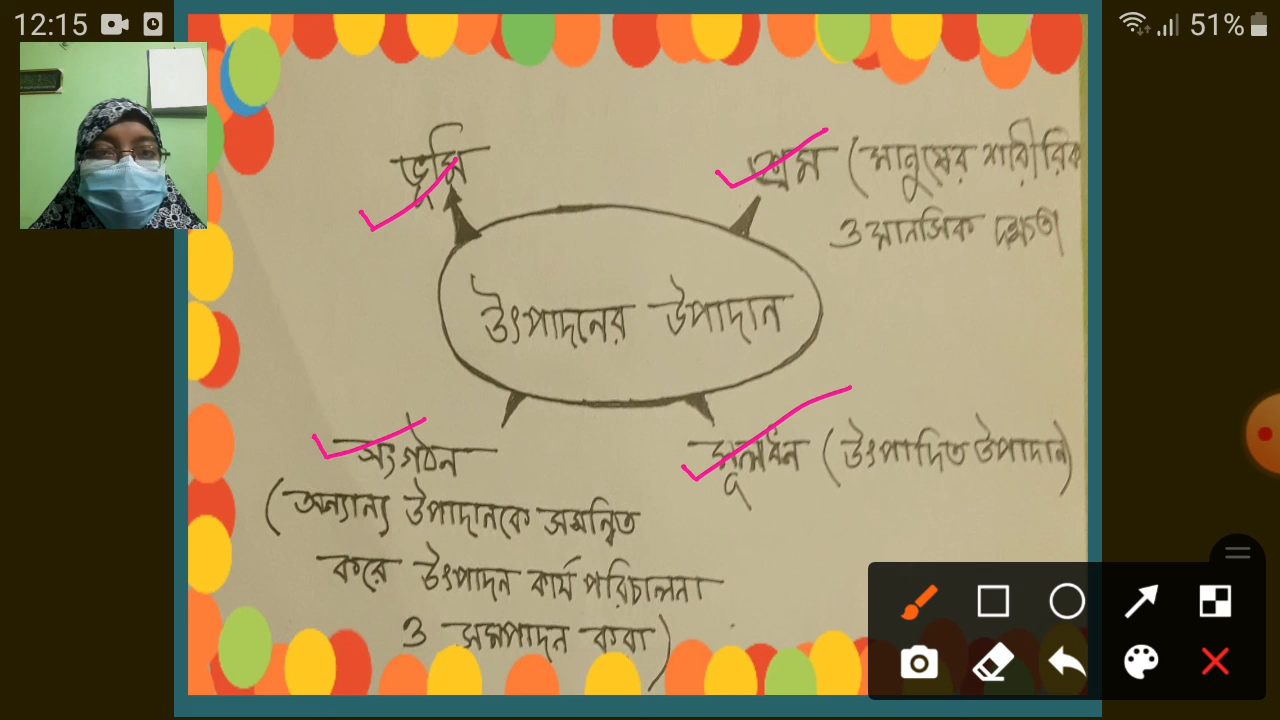 12:15
51%
ভূমি
শ্রম (মানুষের শারীরিক
ও মানসিক দক্ষতা
উৎপাদনের উপাদান
সংগঠন
(অন্যান্য উপাদানকে সমন্বিত
করে উৎপাদন কার্য পরিচালনা
ও সম্পাদন করা)
মূলধন (উৎপাদিত উপাদান)